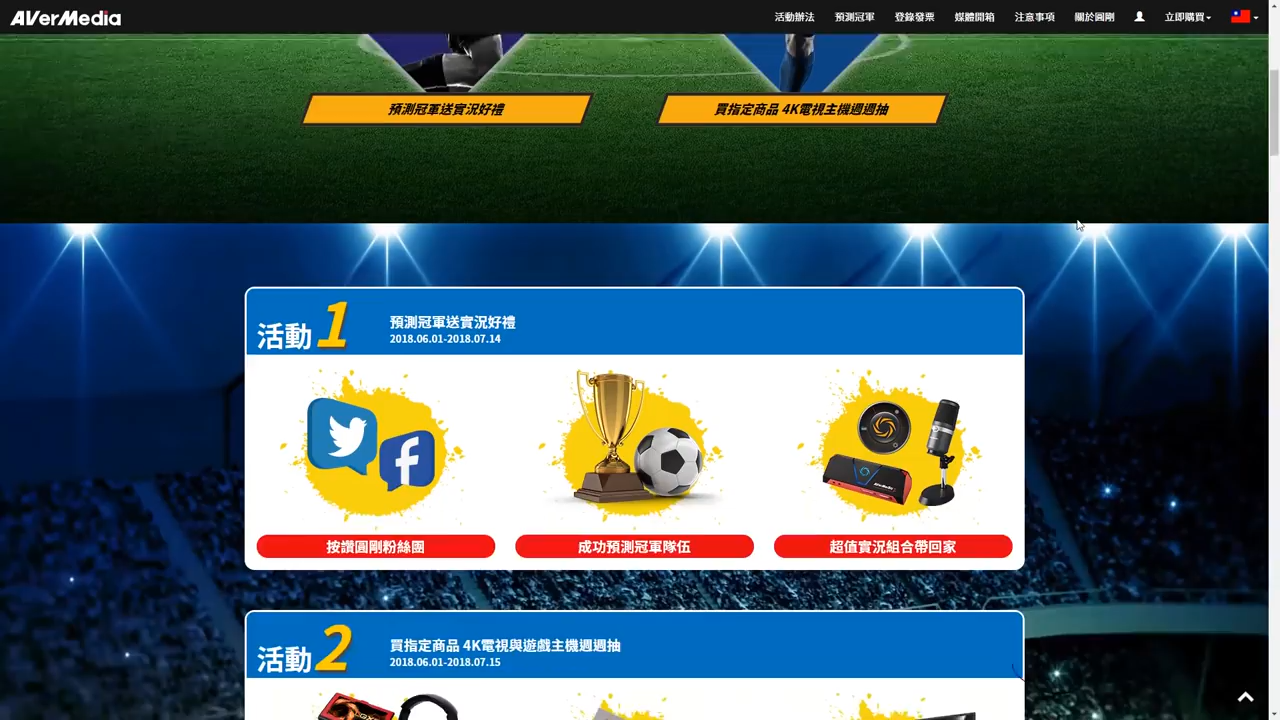 AVerMedia
活動辦法 預測冠軍 登錄發票 媒體開箱 注意事項 關於圓剛 立即購買
預測冠軍送實況好禮
買指定商品 4K電視主機週週抽
活動1
預測冠軍送實況好禮
2018.06.01-2018.07.14
按讚圓剛粉絲團
成功預測冠軍隊伍
超值實況組合帶回家
活動2
買指定商品 4K電視與遊戲主機週週抽
2018.06.01-2018.07.15